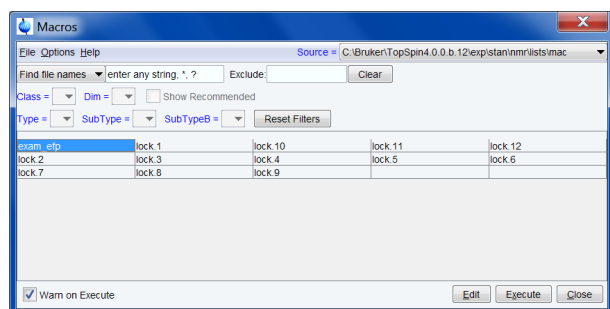 Macros
File Options Help Source = C:\Bruker\TopSpin4.0.0.b.12\exp\stan\nmr\lists\mac
Find file names enter any string, *, ? Exclude: Clear
Class = Dim = Show Recommended
Type = SubType = SubTypeB = Reset Filters
exam_efp lock.1 lock.10 lock.11 lock.12
lock.2 lock.3 lock.4 lock.5 lock.6
lock.7 lock.8 lock.9
Warn on Execute Edit Execute Close